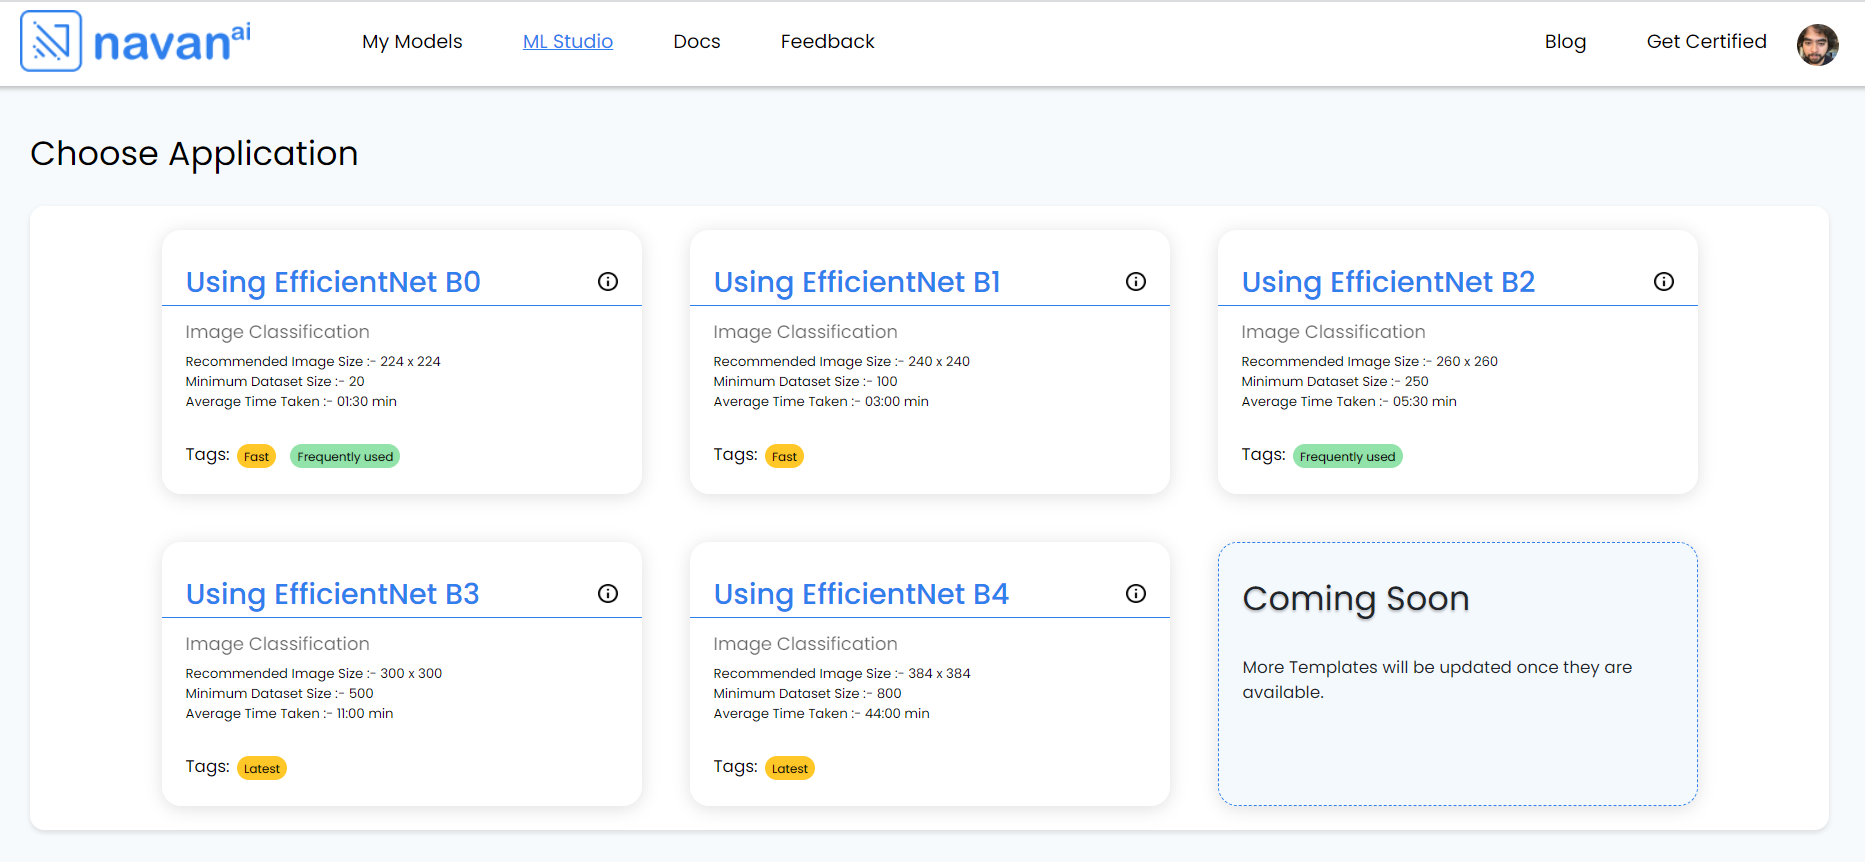 navan ai
My Models ML Studio Docs Feedback Blog Get Certified
Choose Application
Using EfficientNet B0
Image Classification
Recommended Image Size :- 224 x 224
Minimum Dataset Size :- 20
Average Time Taken :- 01:30 min
Tags: Fast Frequently used
Using EfficientNet B1
Image Classification
Recommended Image Size :- 240 x 240
Minimum Dataset Size :- 100
Average Time Taken :- 03:00 min
Tags: Fast
Using EfficientNet B2
Image Classification
Recommended Image Size :- 260 x 260
Minimum Dataset Size :- 250
Average Time Taken :- 05:30 min
Tags: Frequently used
Using EfficientNet B3
Image Classification
Recommended Image Size :- 300 x 300
Minimum Dataset Size :- 500
Average Time Taken :- 11:00 min
Tags: Latest
Using EfficientNet B4
Image Classification
Recommended Image Size :- 384 x 384
Minimum Dataset Size :- 800
Average Time Taken :- 44:00 min
Tags: Latest
Coming Soon
More Templates will be updated once they are
available.